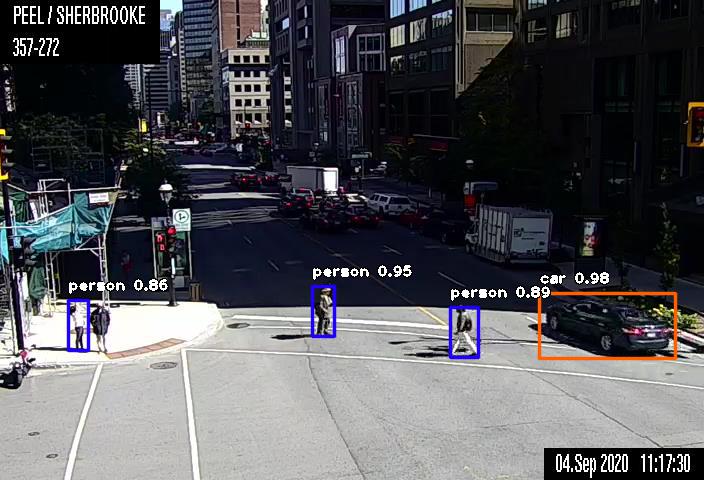 PEEL / SHERBROOKE
357-272
person 0.86
person 0.95
person 0.89
car 0.98
04.Sep 2020 11:17:30